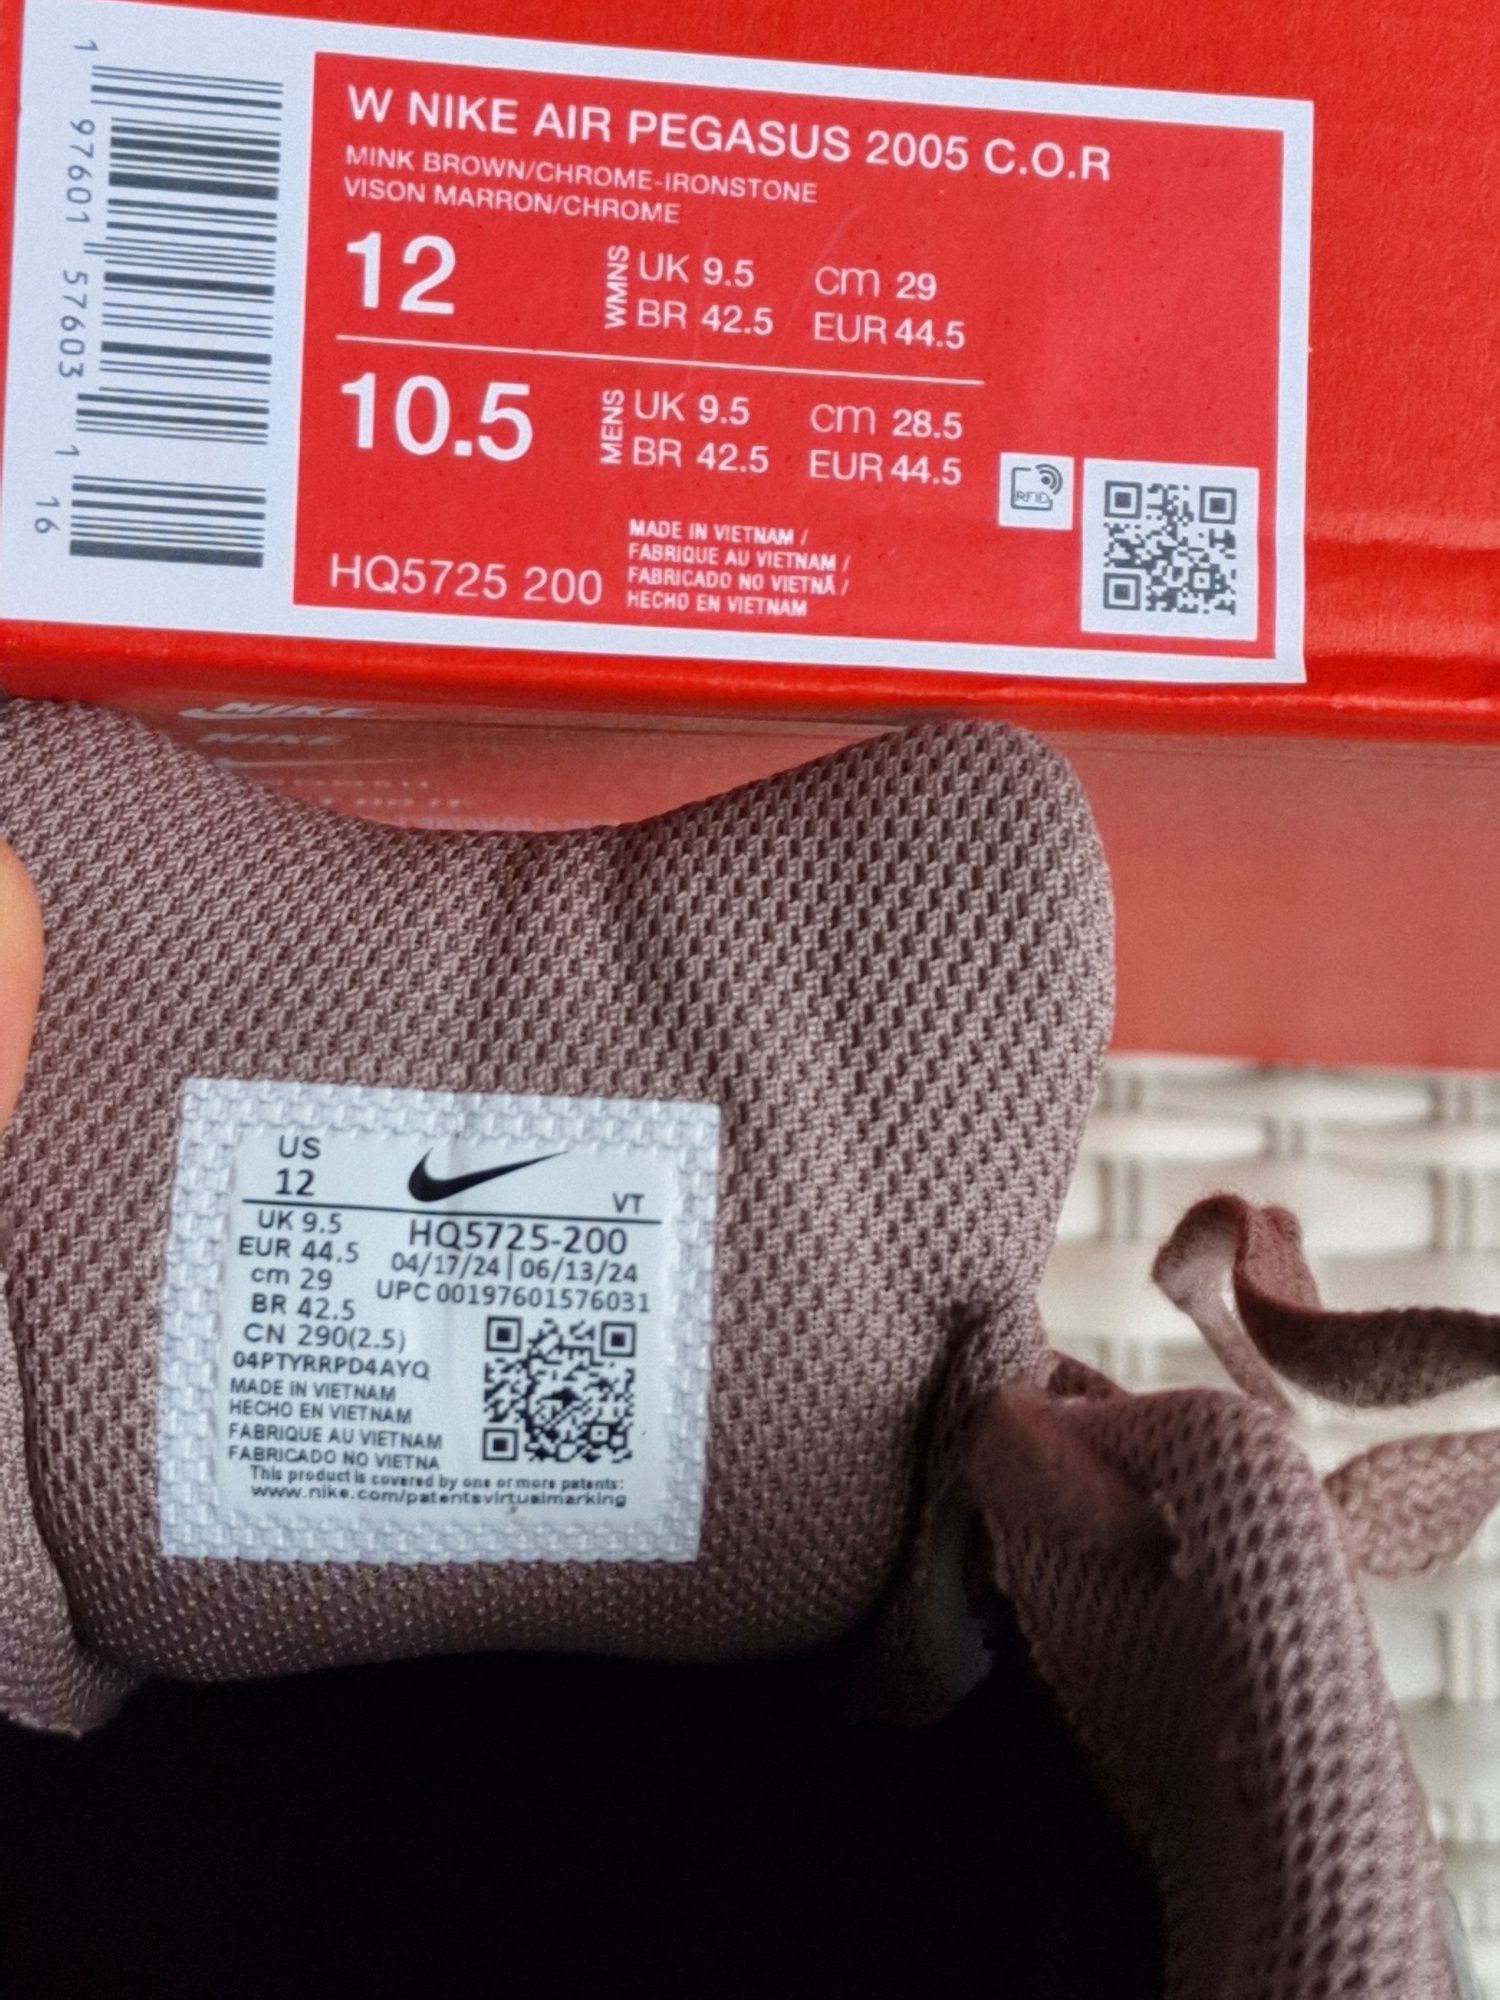 W NIKE AIR PEGASUS 2005 C.O.R
MINK BROWN/CHROME-IRONSTONE
VISON MARRON/CHROME
12 WMNS UK 9.5 cm 29
BR 42.5 EUR 44.5
10.5 MENS UK 9.5 cm 28.5
BR 42.5 EUR 44.5
RFID
HQ5725 200
MADE IN VIETNAM /
FABRIQUE AU VIETNAM /
FABRICADO NO VIETNÃ /
HECHO EN VIETNAM
1 97601 57603 1
16
NIKE
NIKE
US
12
VT
UK 9.5
EUR 44.5
cm 29
BR 42.5
CN 290(2.5)
04PTYRRPD4AYQ
HQ5725-200
04/17/24|06/13/24
UPC 00197601576031
MADE IN VIETNAM
HECHO EN VIETNAM
FABRIQUE AU VIETNAM
FABRICADO NO VIETNA
This product is covered by one or more patents:
www.nike.com/patentsvirtualmarking